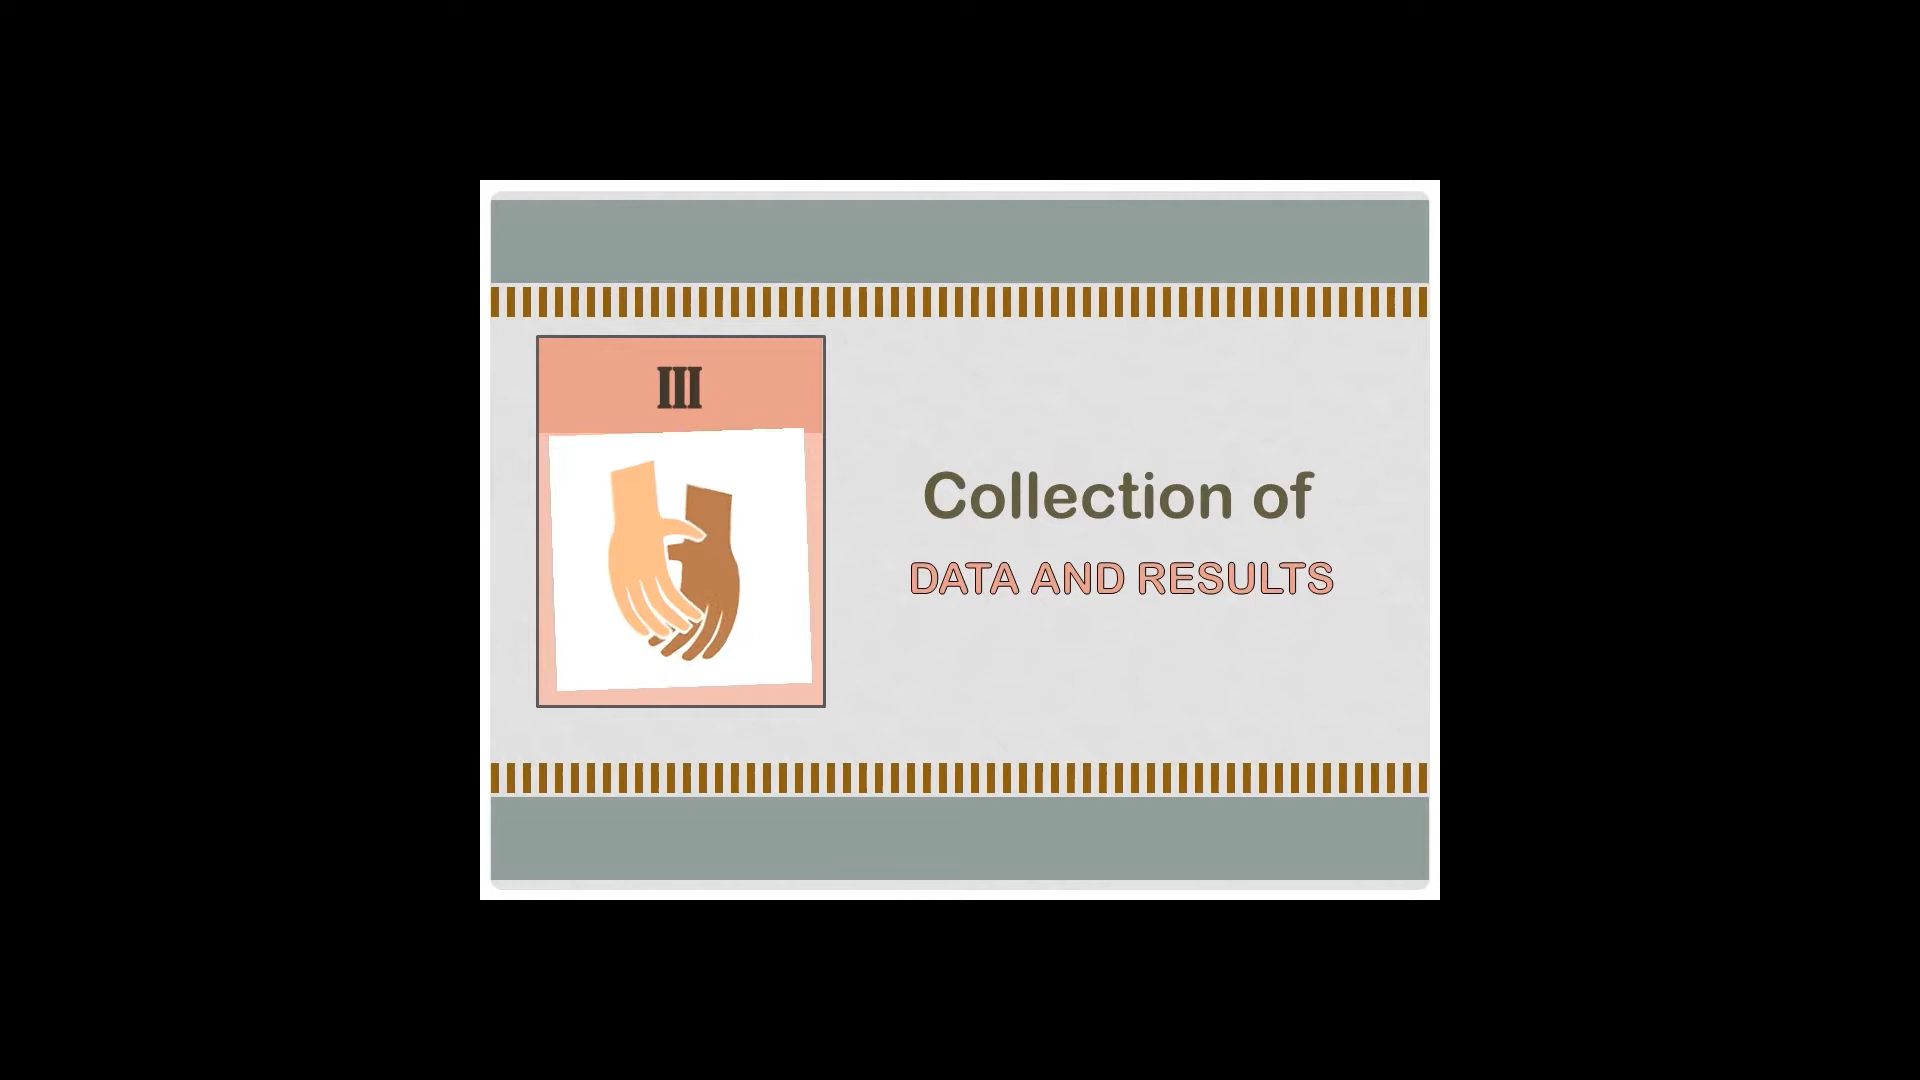 III
Collection of
DATA AND RESULTS